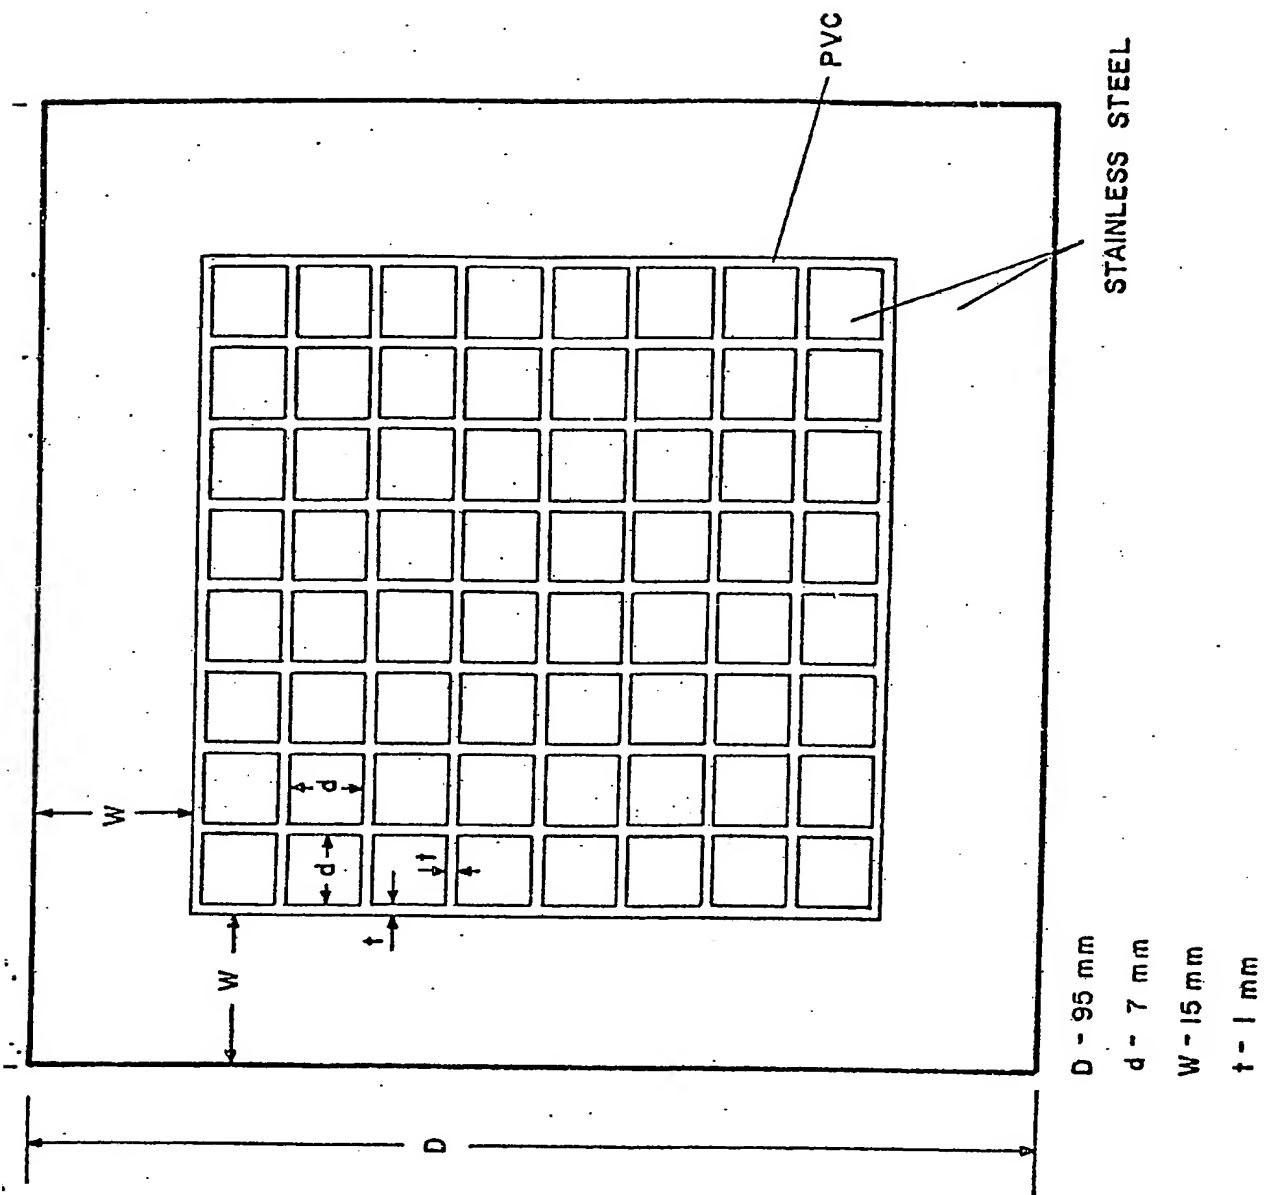 PVC
STAINLESS STEEL
W
d
d
t
t
W
D
D - 95 mm
d - 7 mm
W - 15 mm
t - 1 mm